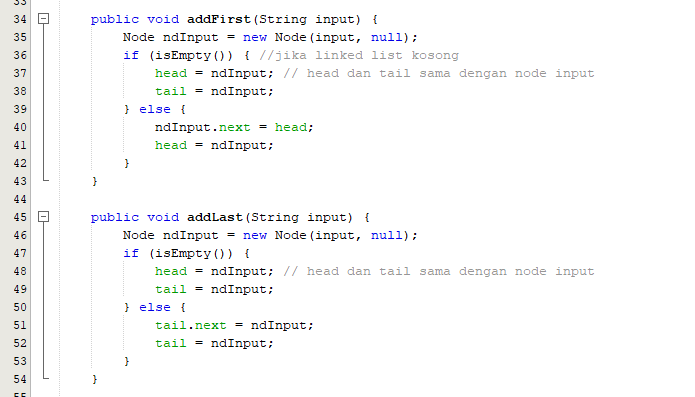 33
34 public void addFirst(String input) {
35 Node ndInput = new Node(input, null);
36 if (isEmpty()) { //jika linked list kosong
37 head = ndInput; // head dan tail sama dengan node input
38 tail = ndInput;
39 } else {
40 ndInput.next = head;
41 head = ndInput;
42 }
43 }
44
45 public void addLast(String input) {
46 Node ndInput = new Node(input, null);
47 if (isEmpty()) {
48 head = ndInput; // head dan tail sama dengan node input
49 tail = ndInput;
50 } else {
51 tail.next = ndInput;
52 tail = ndInput;
53 }
54 }
55